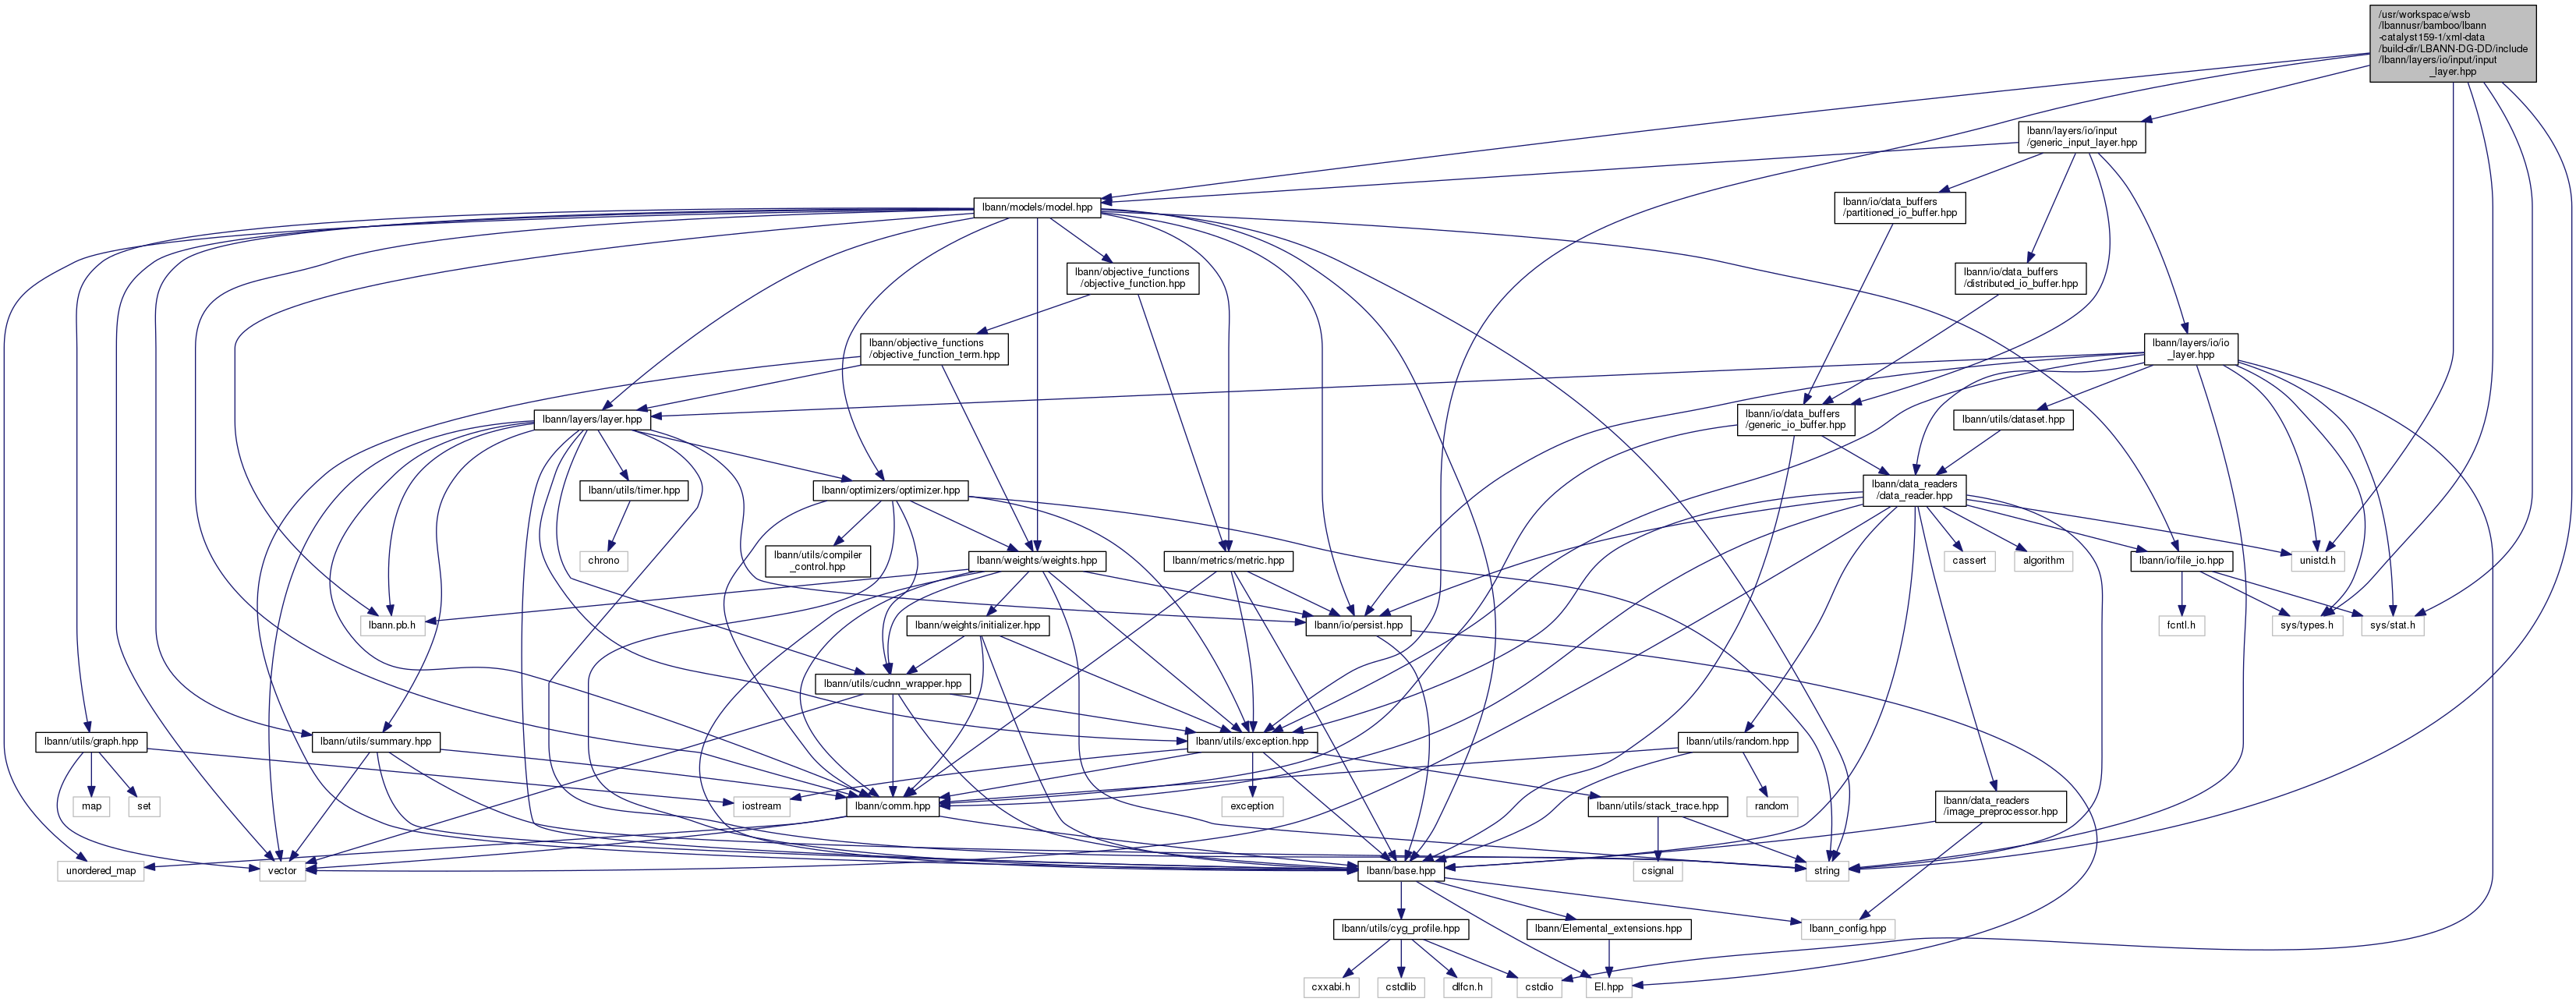 /usr/workspace/wsb
/lbannusr/bamboo/lbann
-catalyst159-1/xml-data
/build-dir/LBANN-DG-DD/include
/lbann/layers/io/input/input
_layer.hpp
lbann/layers/io/input
/generic_input_layer.hpp
lbann/models/model.hpp
lbann/io/data_buffers
/partitioned_io_buffer.hpp
lbann/objective_functions
/objective_function.hpp
lbann/io/data_buffers
/distributed_io_buffer.hpp
lbann/objective_functions
/objective_function_term.hpp
lbann/layers/io/io
_layer.hpp
lbann/layers/layer.hpp
lbann/io/data_buffers
/generic_io_buffer.hpp
lbann/utils/dataset.hpp
lbann/utils/timer.hpp
lbann/optimizers/optimizer.hpp
lbann/data_readers
/data_reader.hpp
chrono
lbann/utils/compiler
_control.hpp
lbann/weights/weights.hpp
lbann/metrics/metric.hpp
cassert
algorithm
lbann/io/file_io.hpp
unistd.h
lbann.pb.h
lbann/weights/initializer.hpp
lbann/io/persist.hpp
fcntl.h
sys/types.h
sys/stat.h
lbann/utils/cudnn_wrapper.hpp
lbann/utils/graph.hpp
lbann/utils/summary.hpp
lbann/utils/exception.hpp
lbann/utils/random.hpp
map
set
iostream
lbann/comm.hpp
exception
lbann/utils/stack_trace.hpp
random
lbann/data_readers
/image_preprocessor.hpp
unordered_map
vector
lbann/base.hpp
csignal
string
lbann/utils/cyg_profile.hpp
lbann/Elemental_extensions.hpp
lbann_config.hpp
cxxabi.h
cstdlib
dlfcn.h
cstdio
El.hpp